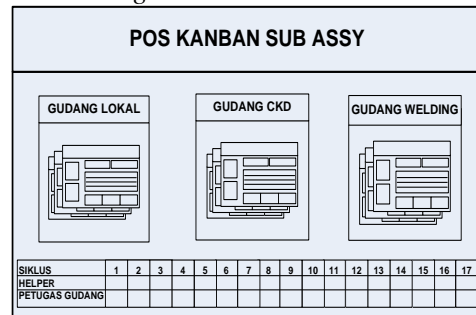 POS KANBAN SUB ASSY
GUDANG LOKAL GUDANG CKD GUDANG WELDING
SIKLUS 1 2 3 4 5 6 7 8 9 10 11 12 13 14 15 16 17
HELPER
PETUGAS GUDANG